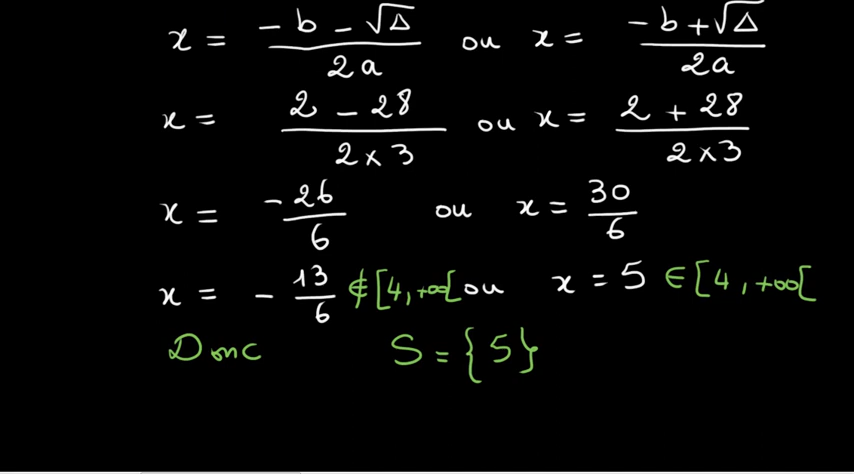 x = (-b - √Δ)/(2a) ou x = (-b + √Δ)/(2a)
x = (2 - 28)/(2 × 3) ou x = (2 + 28)/(2 × 3)
x = -26/6 ou x = 30/6
x = -13/6 ∉ [4, +∞[ ou x = 5 ∈ [4, +∞[
Donc S = {5}